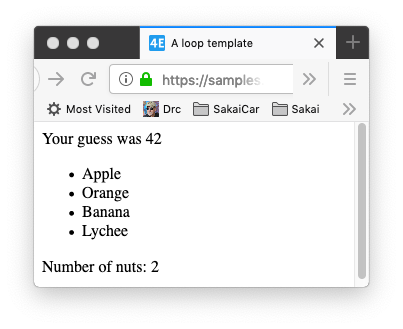 4E A loop template
https://samples
Most Visited Drc SakaiCar Sakai
Your guess was 42
• Apple
• Orange
• Banana
• Lychee
Number of nuts: 2